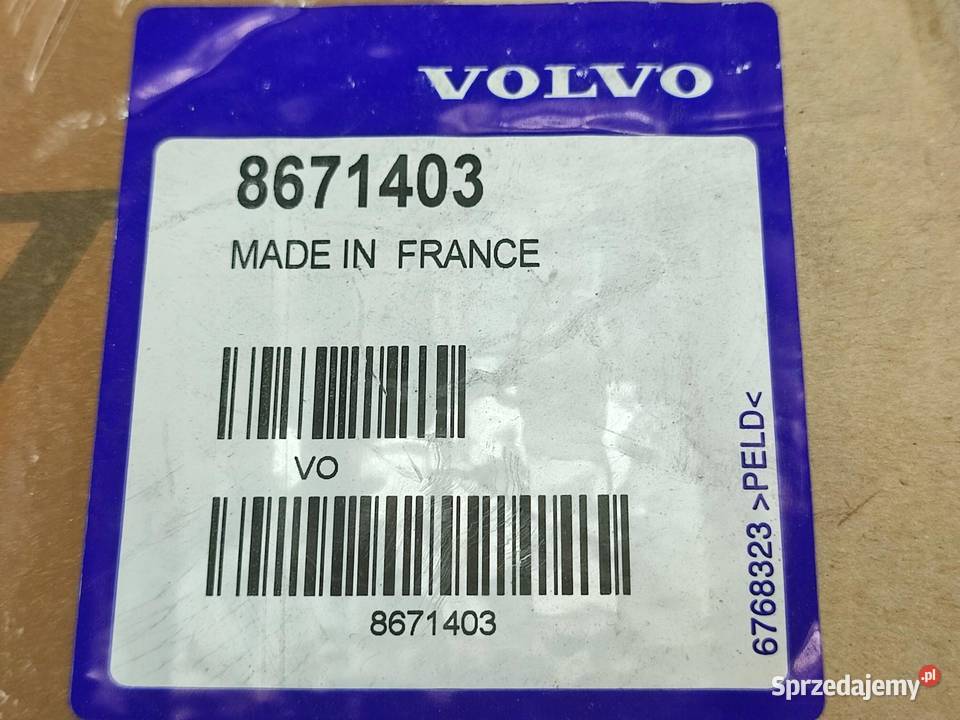 VOLVO
8671403
MADE IN FRANCE
VO
8671403
6768323 >PELD<
Sprzedajemy.pl